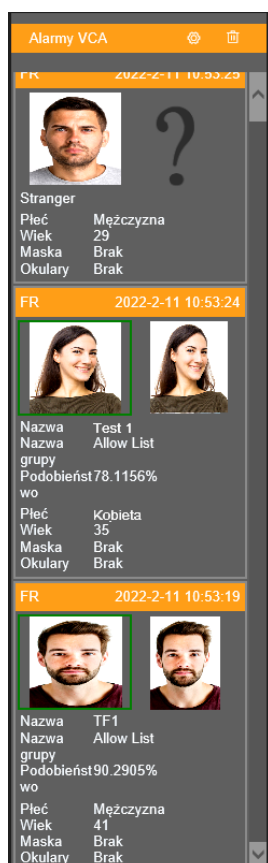 Alarmy VCA
FR 2022-2-11 10:53:25
?
Stranger
Płeć Mężczyzna
Wiek 29
Maska Brak
Okulary Brak
FR 2022-2-11 10:53:24
Nazwa Test 1
Nazwa Allow List
grupy
Podobieńst 78.1156%
wo
Płeć Kobieta
Wiek 35
Maska Brak
Okulary Brak
FR 2022-2-11 10:53:19
Nazwa TF1
Nazwa Allow List
grupy
Podobieńst 90.2905%
wo
Płeć Mężczyzna
Wiek 41
Maska Brak
Okulary Brak